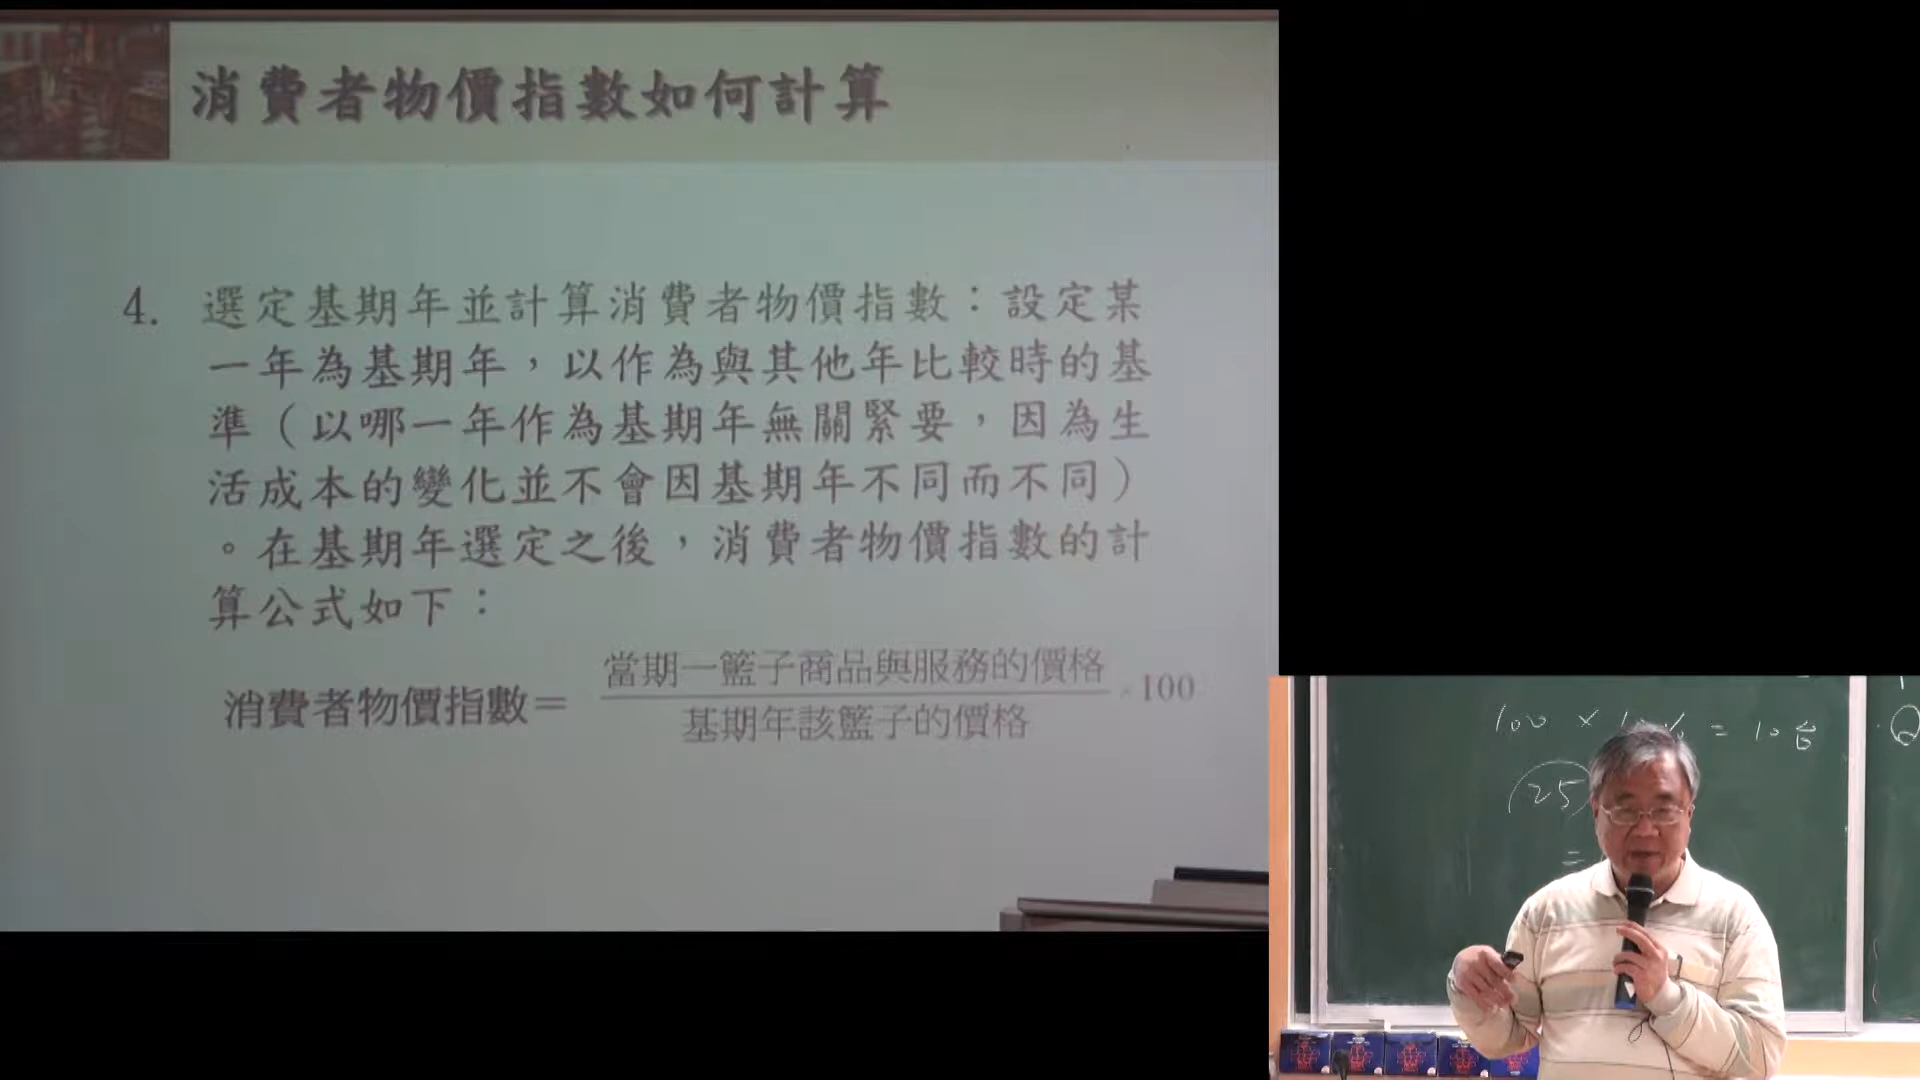 消費者物價指數如何計算
4. 選定基期年並計算消費者物價指數：設定某
一年為基期年，以作為與其他年比較時的基
準（以哪一年作為基期年無關緊要，因為生
活成本的變化並不會因基期年不同而不同）
。在基期年選定之後，消費者物價指數的計
算公式如下：
當期一籃子商品與服務的價格
消費者物價指數＝ ×100
基期年該籃子的價格
100 ×
= 10台
25
=